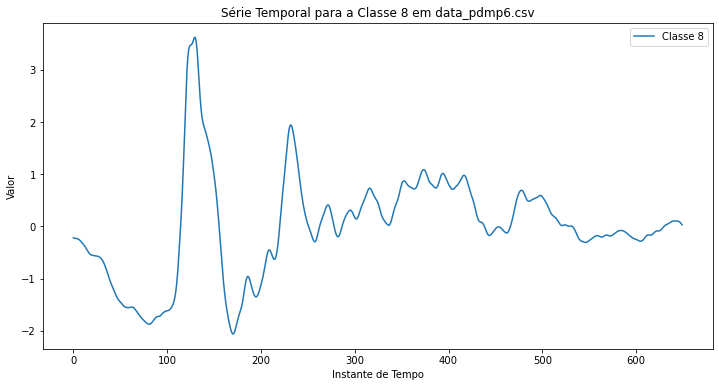 Série Temporal para a Classe 8 em data_pdmp6.csv
Classe 8
Valor
3
2
1
0
−1
−2
0 100 200 300 400 500 600
Instante de Tempo